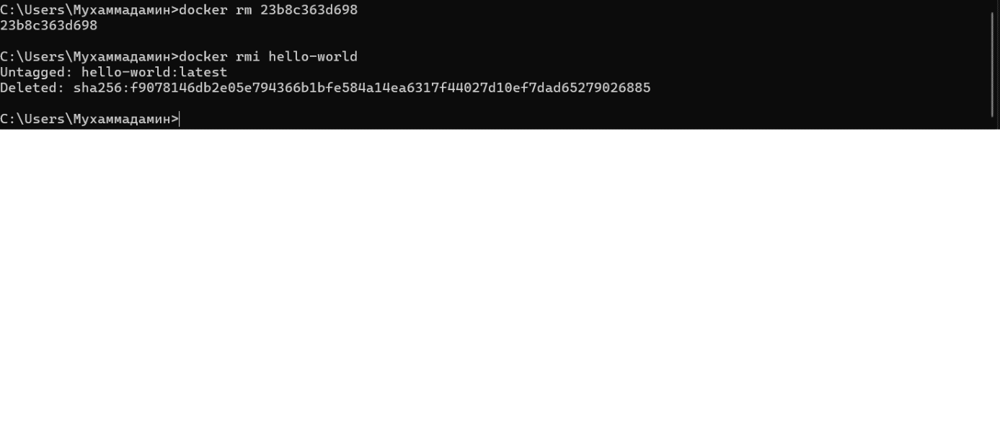 C:\Users\Мухаммадамин>docker rm 23b8c363d698
23b8c363d698
C:\Users\Мухаммадамин>docker rmi hello-world
Untagged: hello-world:latest
Deleted: sha256:f9078146db2e05e794366b1bfe584a14ea6317f44027d10ef7dad65279026885
C:\Users\Мухаммадамин>